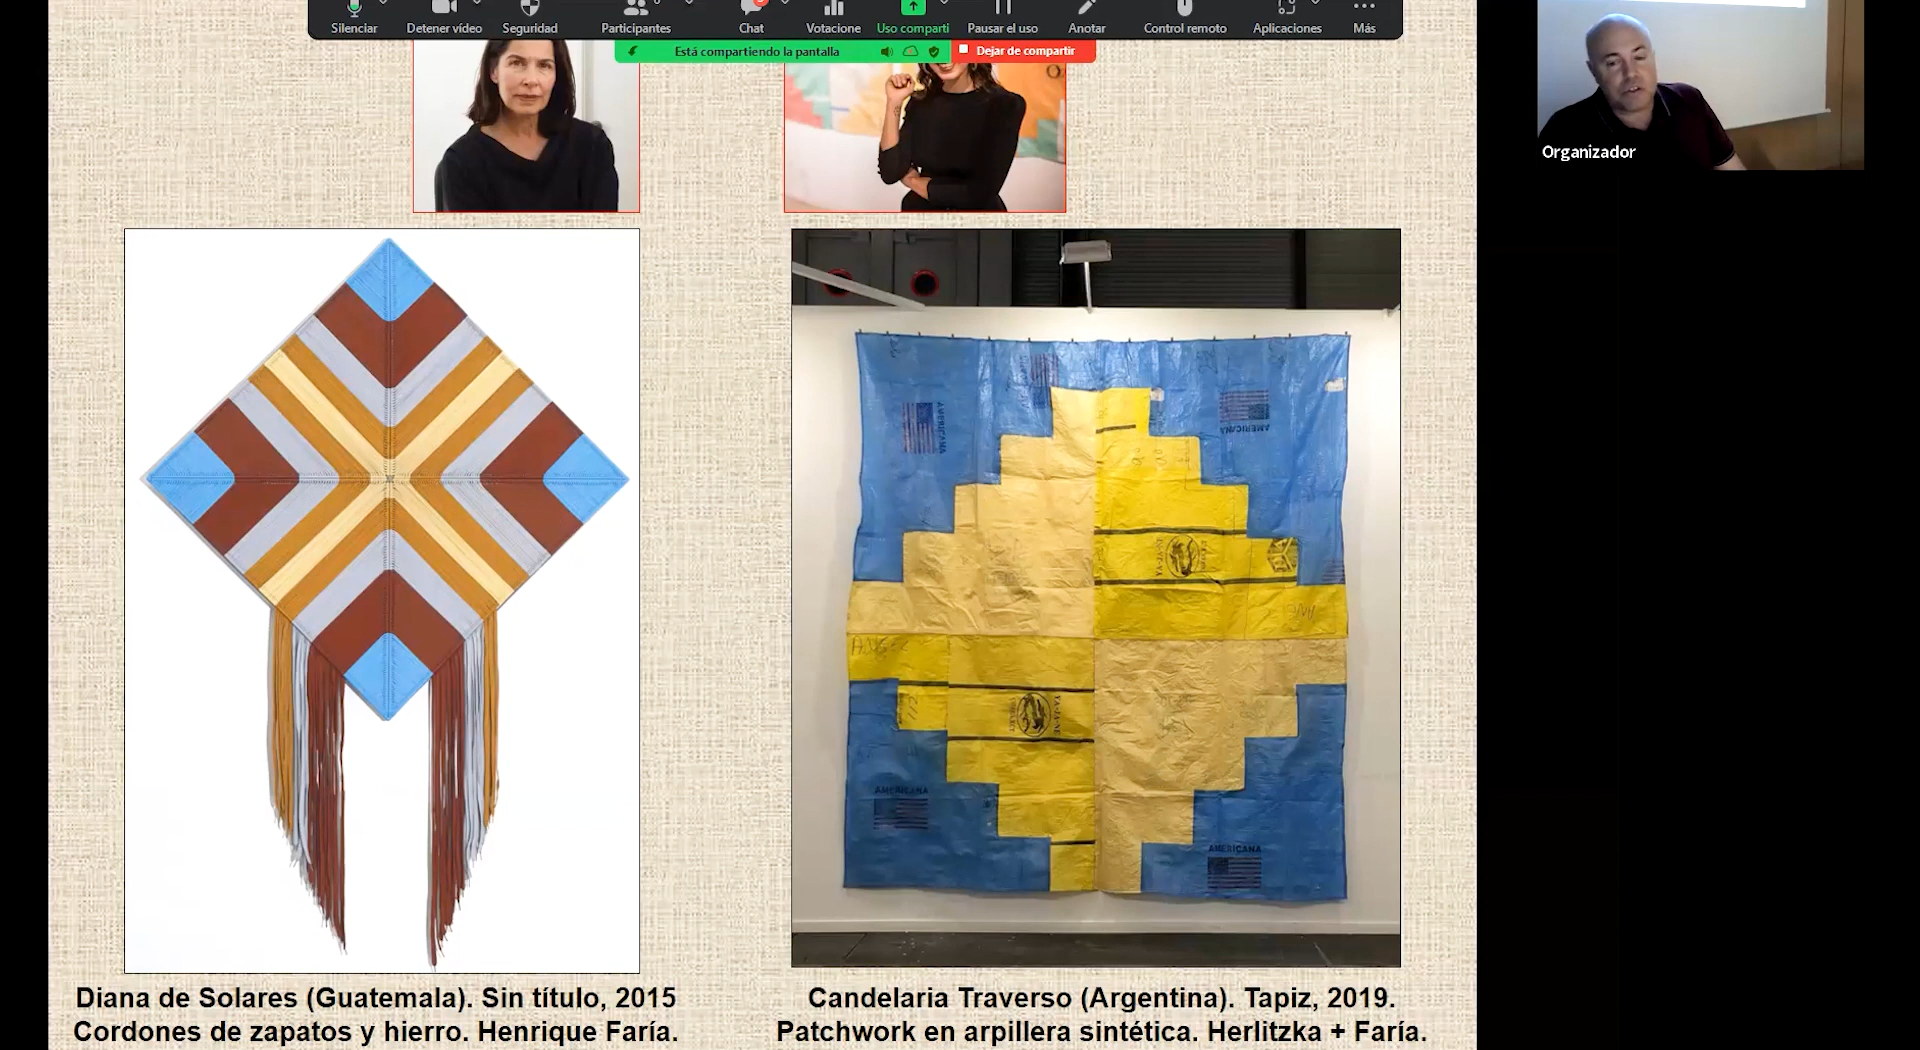 Silenciar
Detener vídeo
Seguridad
Participantes
Chat
Votacione
Uso comparti
Pausar el uso
Anotar
Control remoto
Aplicaciones
Más
Está compartiendo la pantalla
Dejar de compartir
Organizador
AMERICANA
AMERICANA
AMERICANA
AMERICANA
Diana de Solares (Guatemala). Sin título, 2015
Cordones de zapatos y hierro. Henrique Faría.
Candelaria Traverso (Argentina). Tapiz, 2019.
Patchwork en arpillera sintética. Herlitzka + Faría.